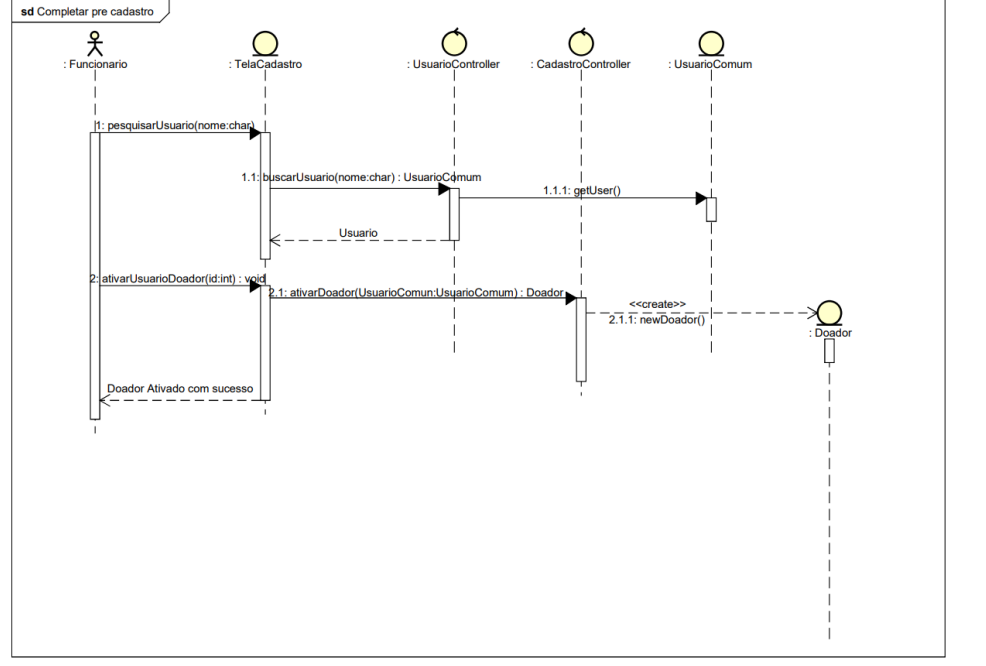 sd Completar pre cadastro
: Funcionario
: TelaCadastro
: UsuarioController
: CadastroController
: UsuarioComum
1: pesquisarUsuario(nome:char)
1.1: buscarUsuario(nome:char) : UsuarioComum
1.1.1: getUser()
Usuario
2: ativarUsuarioDoador(id:int) : void
2.1: ativarDoador(UsuarioComun:UsuarioComum) : Doador
<<create>>
2.1.1: newDoador()
: Doador
Doador Ativado com sucesso